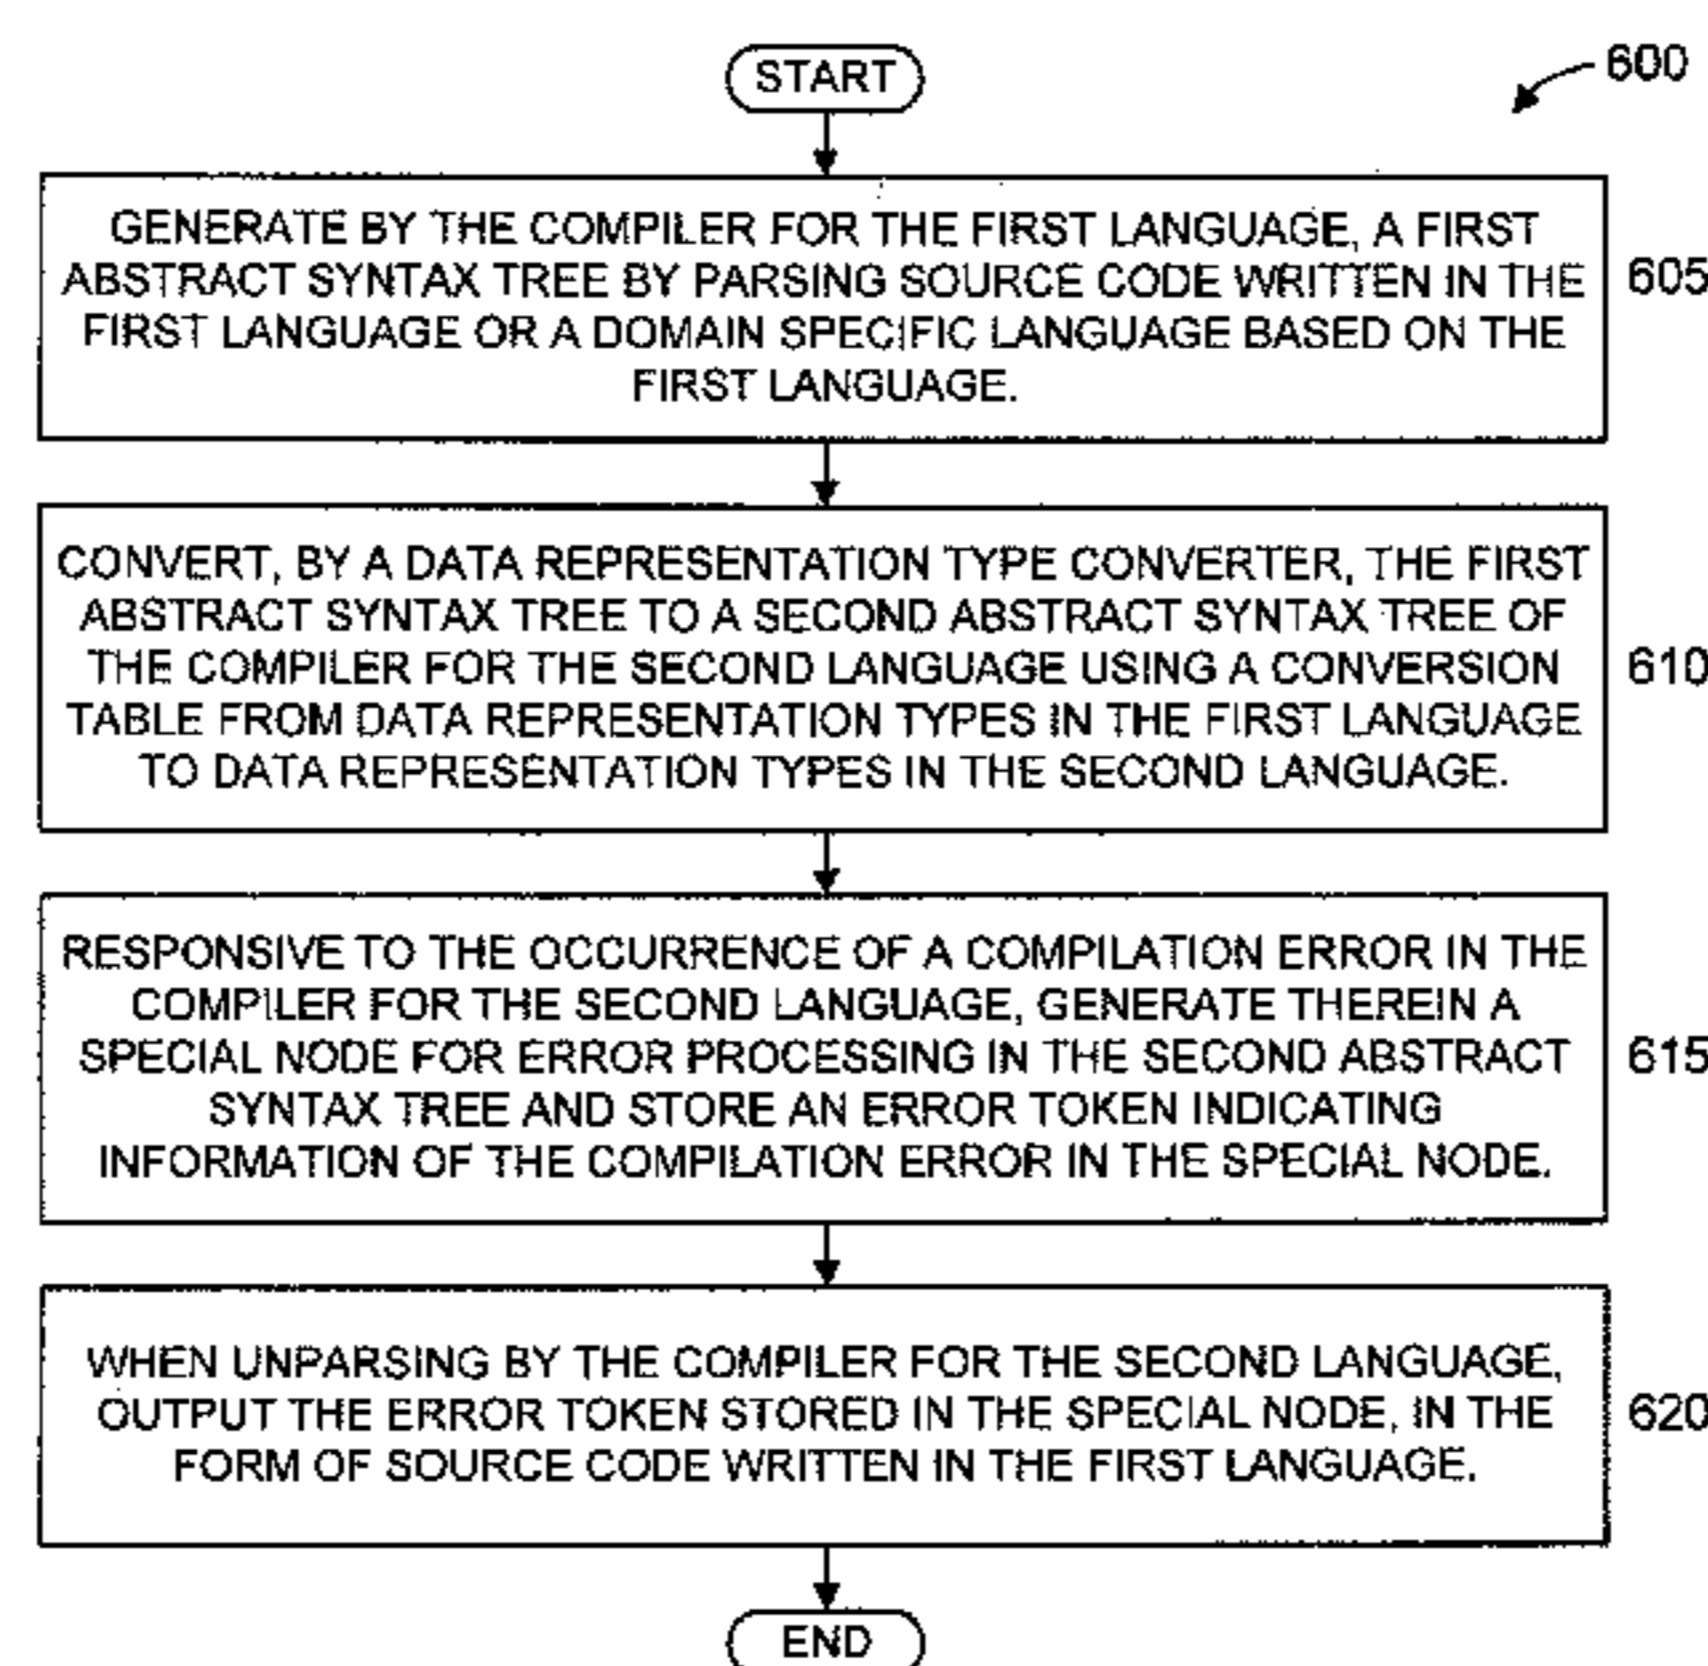 START
600
GENERATE BY THE COMPILER FOR THE FIRST LANGUAGE, A FIRST
ABSTRACT SYNTAX TREE BY PARSING SOURCE CODE WRITTEN IN THE
FIRST LANGUAGE OR A DOMAIN SPECIFIC LANGUAGE BASED ON THE
FIRST LANGUAGE.
605
CONVERT, BY A DATA REPRESENTATION TYPE CONVERTER, THE FIRST
ABSTRACT SYNTAX TREE TO A SECOND ABSTRACT SYNTAX TREE OF
THE COMPILER FOR THE SECOND LANGUAGE USING A CONVERSION
TABLE FROM DATA REPRESENTATION TYPES IN THE FIRST LANGUAGE
TO DATA REPRESENTATION TYPES IN THE SECOND LANGUAGE.
610
RESPONSIVE TO THE OCCURRENCE OF A COMPILATION ERROR IN THE
COMPILER FOR THE SECOND LANGUAGE, GENERATE THEREIN A
SPECIAL NODE FOR ERROR PROCESSING IN THE SECOND ABSTRACT
SYNTAX TREE AND STORE AN ERROR TOKEN INDICATING
INFORMATION OF THE COMPILATION ERROR IN THE SPECIAL NODE.
615
WHEN UNPARSING BY THE COMPILER FOR THE SECOND LANGUAGE,
OUTPUT THE ERROR TOKEN STORED IN THE SPECIAL NODE, IN THE
FORM OF SOURCE CODE WRITTEN IN THE FIRST LANGUAGE.
620
END